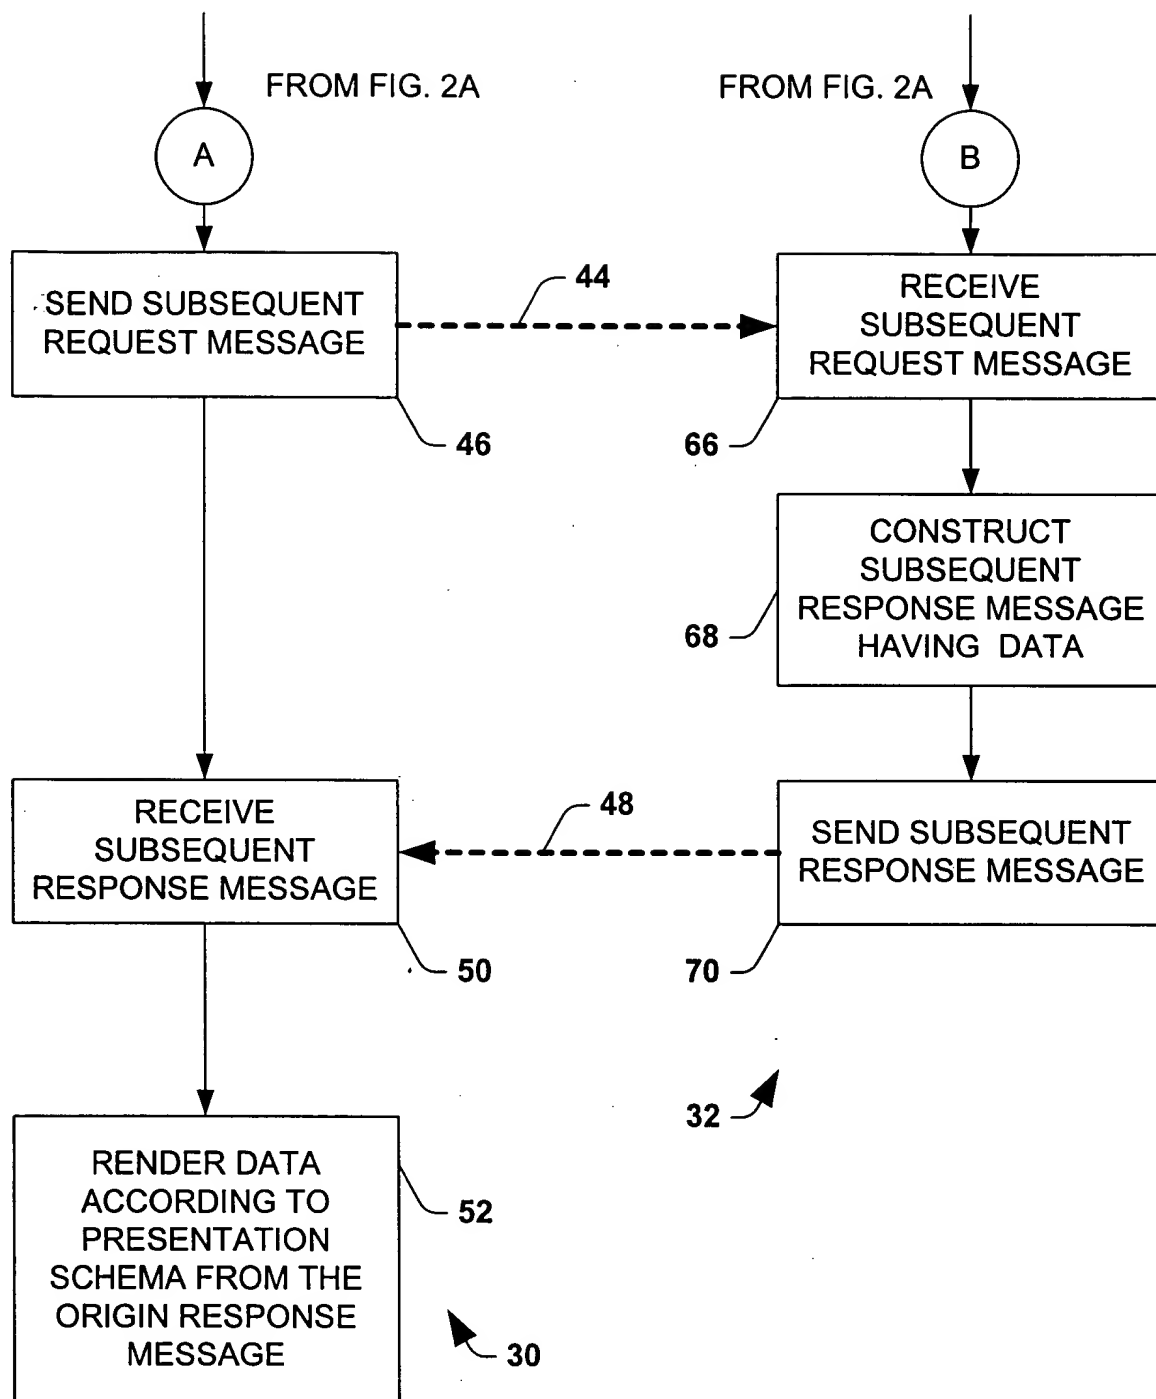 FROM FIG. 2A
FROM FIG. 2A
A
B
SEND SUBSEQUENT
REQUEST MESSAGE
44
RECEIVE
SUBSEQUENT
REQUEST MESSAGE
46
66
CONSTRUCT
SUBSEQUENT
RESPONSE MESSAGE
HAVING DATA
68
RECEIVE
SUBSEQUENT
RESPONSE MESSAGE
48
SEND SUBSEQUENT
RESPONSE MESSAGE
50
70
32
RENDER DATA
ACCORDING TO
PRESENTATION
SCHEMA FROM THE
ORIGIN RESPONSE
MESSAGE
52
30